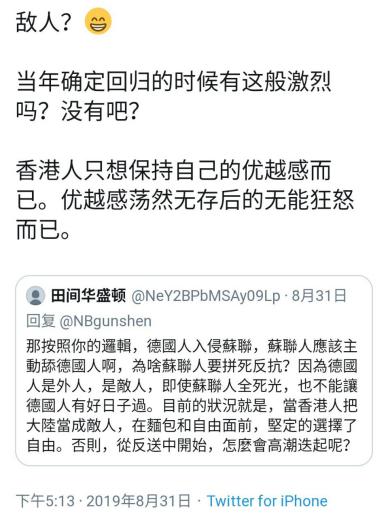 敌人？😁
当年确定回归的时候有这般激烈
吗？没有吧？
香港人只想保持自己的优越感而
已。优越感荡然无存后的无能狂怒
而已。
田间华盛顿 @NeY2BPbMSAy09Lp · 8月31日
回复 @NBgunshen
那按照你的邏輯，德國人入侵蘇聯，蘇聯人應該主
動舔德國人啊，為啥蘇聯人要拼死反抗？因為德國
人是外人，是敵人，即使蘇聯人全死光，也不能讓
德國人有好日子過。目前的狀況就是，當香港人把
大陸當成敵人，在麵包和自由面前，堅定的選擇了
自由。否則，從反送中開始，怎麼會高潮迭起呢？
下午5:13 · 2019年8月31日 · Twitter for iPhone